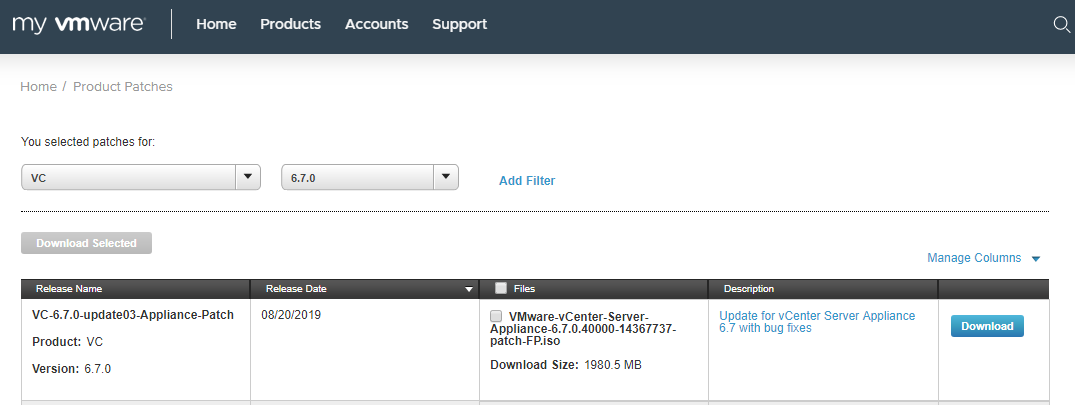 my vmware
Home Products Accounts Support
Home / Product Patches
You selected patches for:
VC 6.7.0 Add Filter
Download Selected
Manage Columns
Release Name Release Date Files Description
VC-6.7.0-update03-Appliance-Patch
Product: VC
Version: 6.7.0
08/20/2019
VMware-vCenter-Server-
Appliance-6.7.0.40000-14367737-
patch-FP.iso
Download Size: 1980.5 MB
Update for vCenter Server Appliance
6.7 with bug fixes
Download